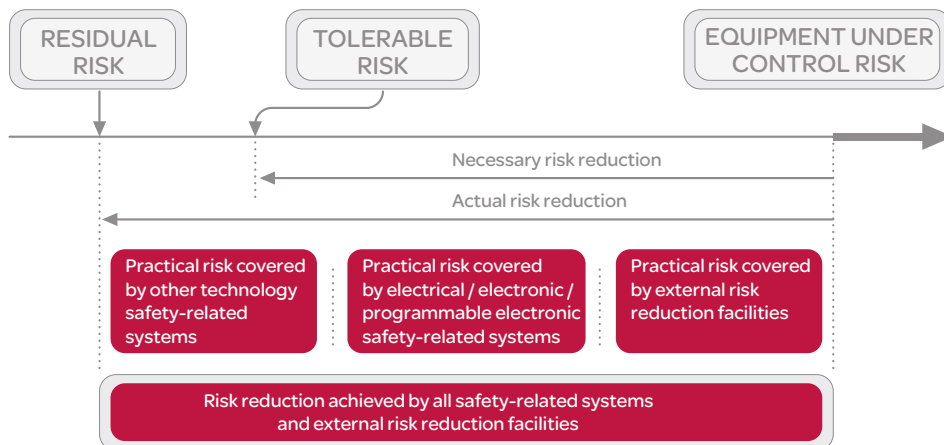 RESIDUAL
RISK
TOLERABLE
RISK
EQUIPMENT UNDER
CONTROL RISK
Necessary risk reduction
Actual risk reduction
Practical risk covered
by other technology
safety-related
systems
Practical risk covered
by electrical / electronic /
programmable electronic
safety-related systems
Practical risk covered
by external risk
reduction facilities
Risk reduction achieved by all safety-related systems
and external risk reduction facilities